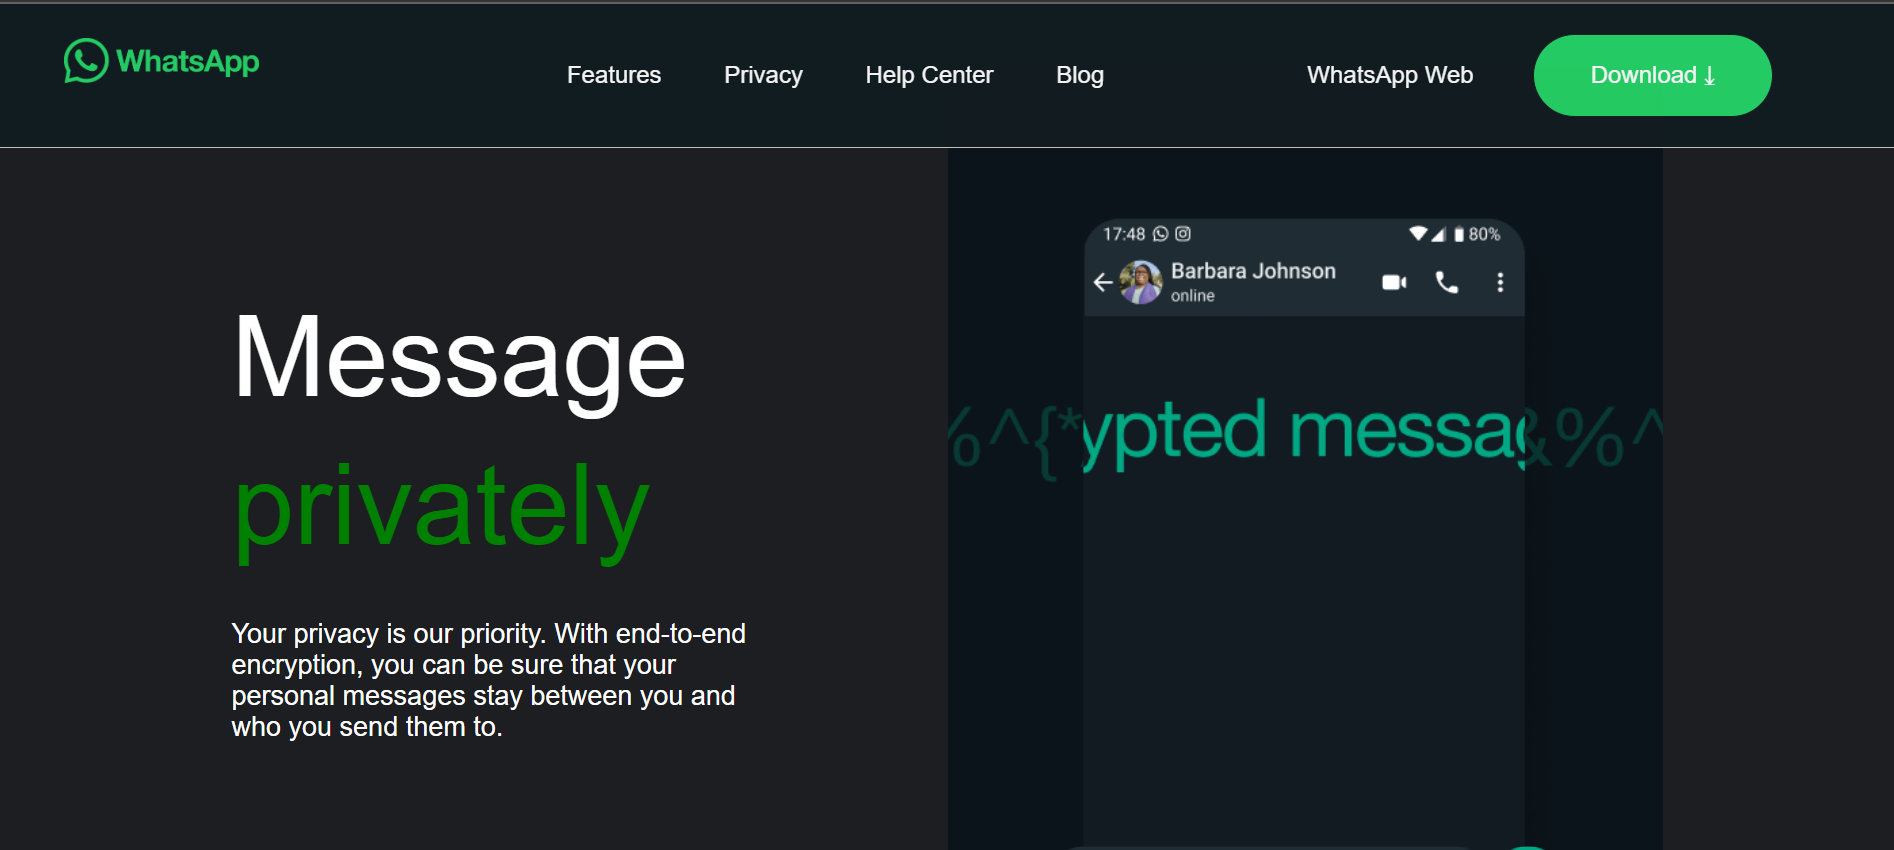 WhatsApp
Features Privacy Help Center Blog WhatsApp Web Download ↓
17:48 80%
Barbara Johnson
online
Message
privately
%^{*ypted messag&%^
Your privacy is our priority. With end-to-end
encryption, you can be sure that your
personal messages stay between you and
who you send them to.